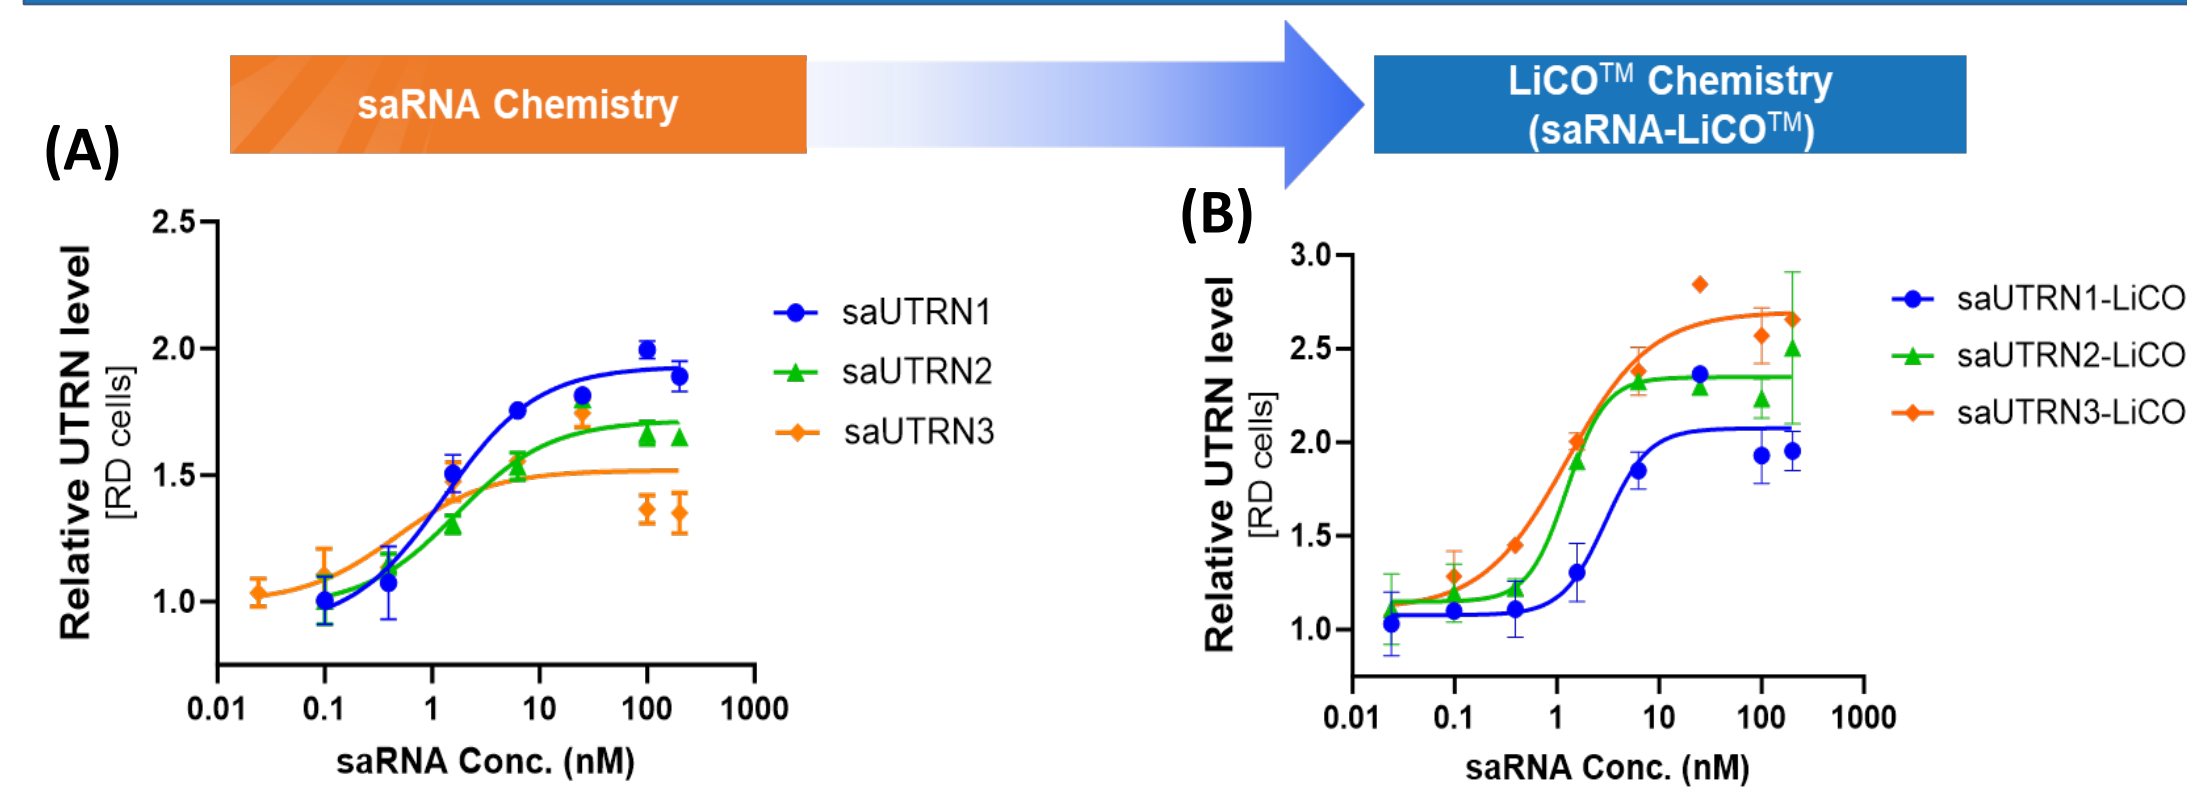 saRNA Chemistry
LiCO™ Chemistry
(saRNA-LiCO™)
(A)
2.5
2.0
1.5
1.0
Relative UTRN level
[RD cells]
0.01 0.1 1 10 100 1000
saRNA Conc. (nM)
saUTRN1
saUTRN2
saUTRN3
(B)
3.0
2.5
2.0
1.5
1.0
Relative UTRN level
[RD cells]
0.01 0.1 1 10 100 1000
saRNA Conc. (nM)
saUTRN1-LiCO
saUTRN2-LiCO
saUTRN3-LiCO